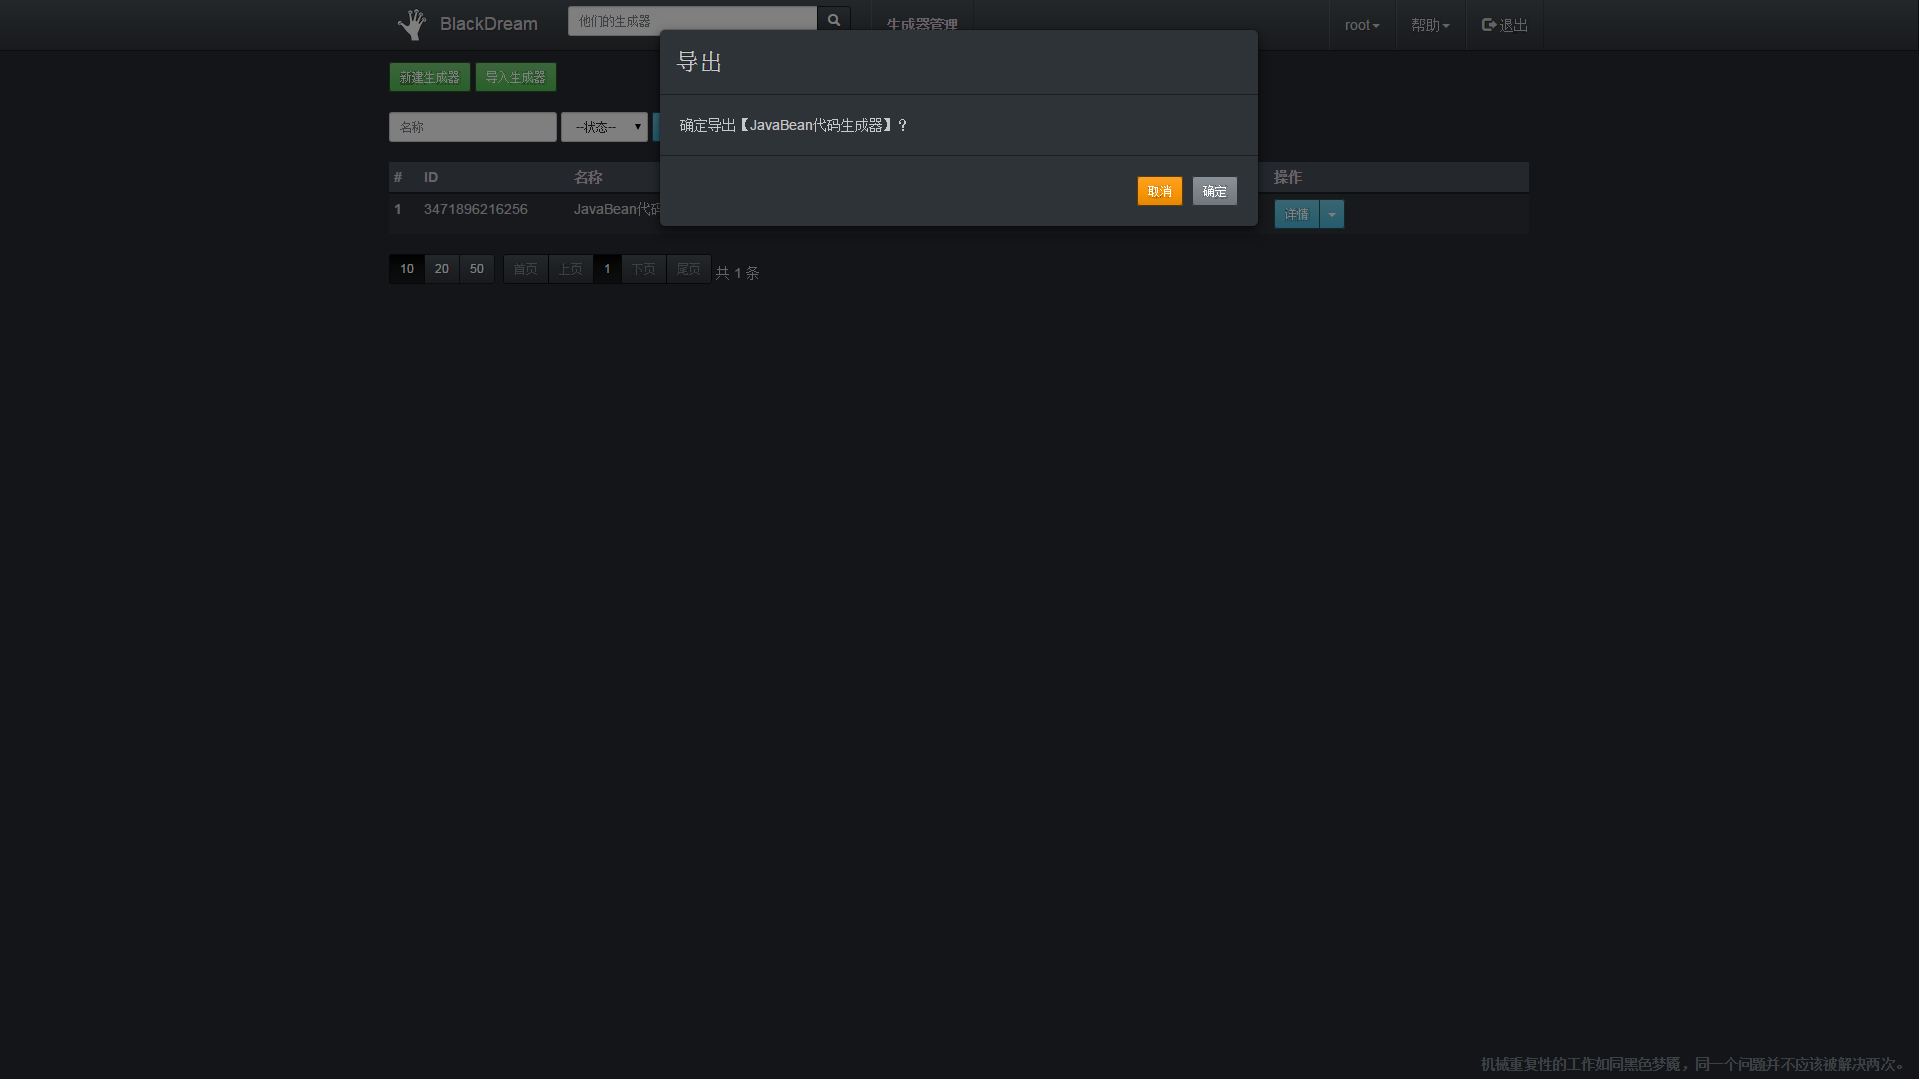 BlackDream
他们的生成器
生成器管理
root
帮助
退出
导出
新建生成器
导入生成器
名称
--状态--
确定导出【JavaBean代码生成器】？
取消
确定
#
ID
名称
操作
1
3471896216256
JavaBean代码
详情
10
20
50
首页
上页
1
下页
尾页
共 1 条
机械重复性的工作如同黑色梦魇，同一个问题并不应该被解决两次。